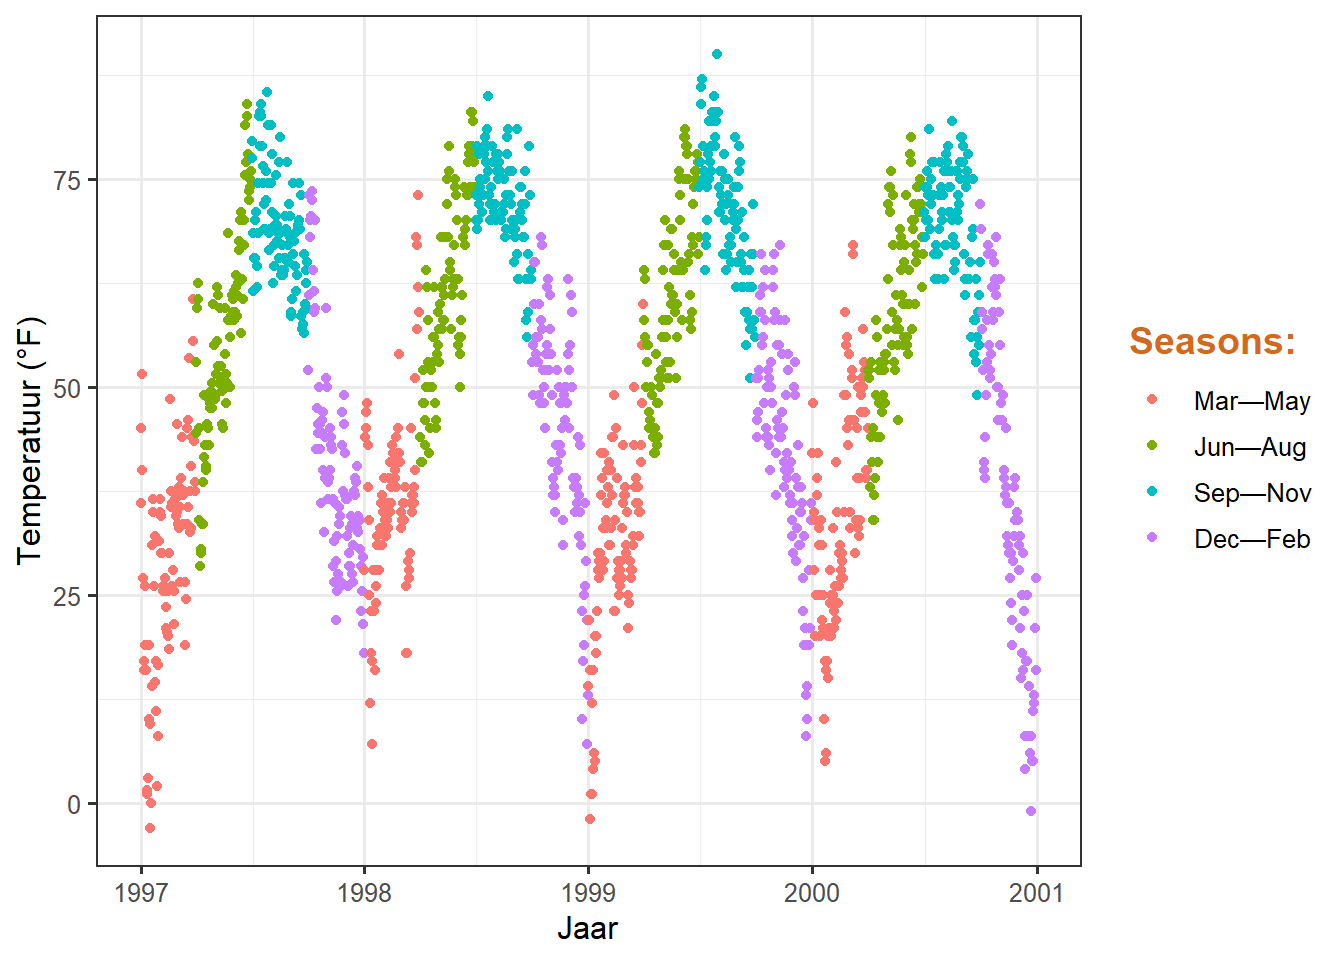 Temperatuur (°F)
75
50
25
0
1997 1998 1999 2000 2001
Jaar
Seasons:
Mar—May
Jun—Aug
Sep—Nov
Dec—Feb